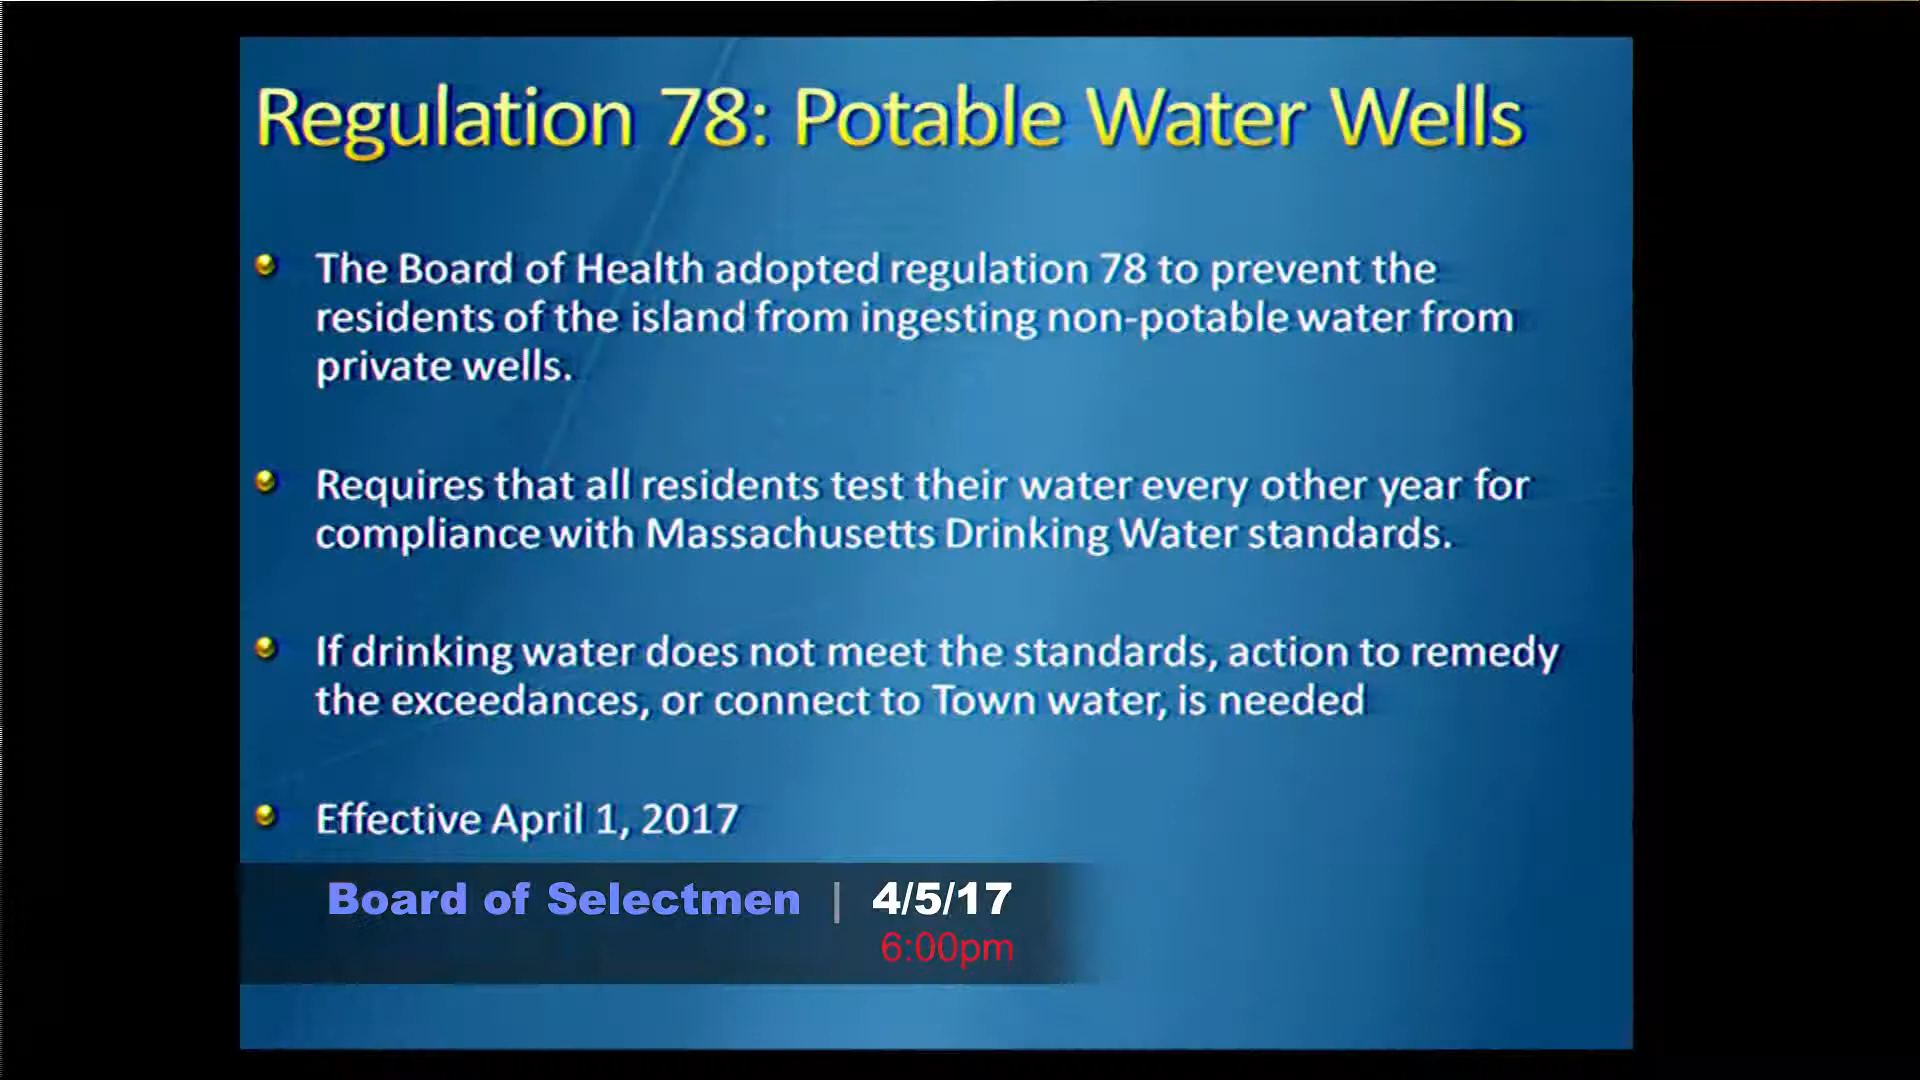 Regulation 78: Potable Water Wells
The Board of Health adopted regulation 78 to prevent the
residents of the island from ingesting non-potable water from
private wells.
Requires that all residents test their water every other year for
compliance with Massachusetts Drinking Water standards.
If drinking water does not meet the standards, action to remedy
the exceedances, or connect to Town water, is needed
Effective April 1, 2017
Board of Selectmen | 4/5/17
6:00pm